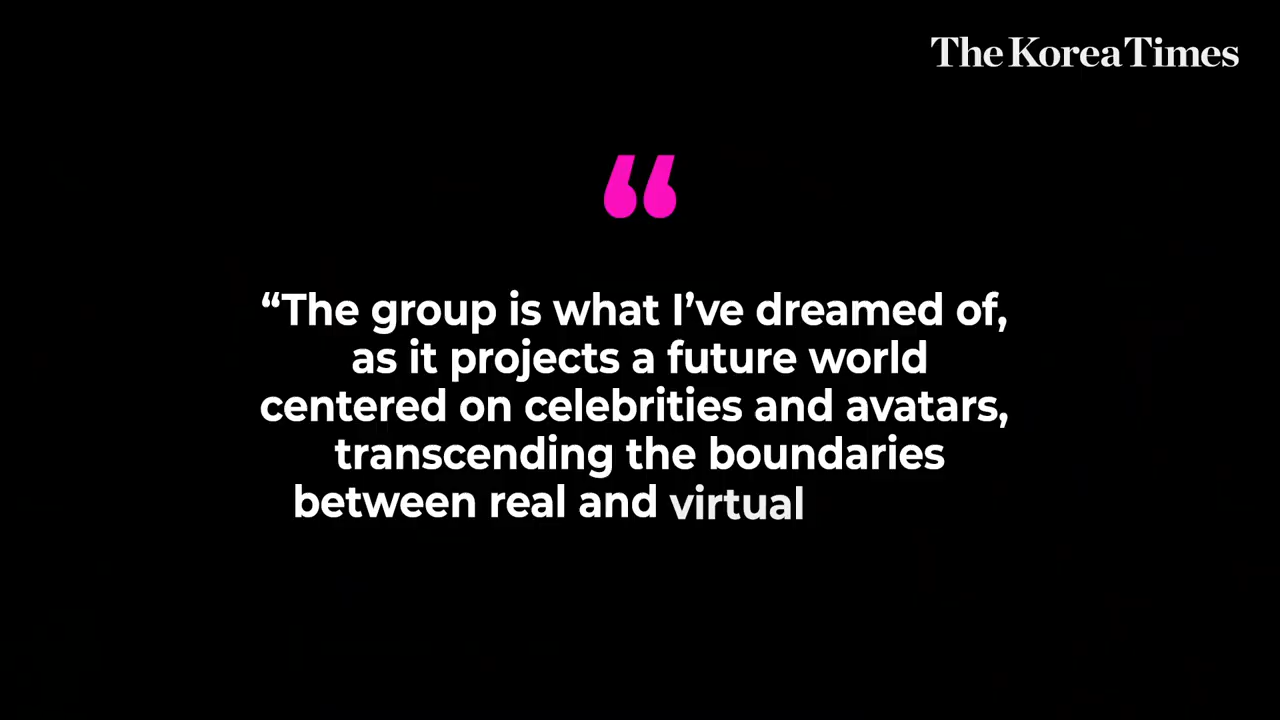 The Korea Times
“
“The group is what I’ve dreamed of,
as it projects a future world
centered on celebrities and avatars,
transcending the boundaries
between real and virtual